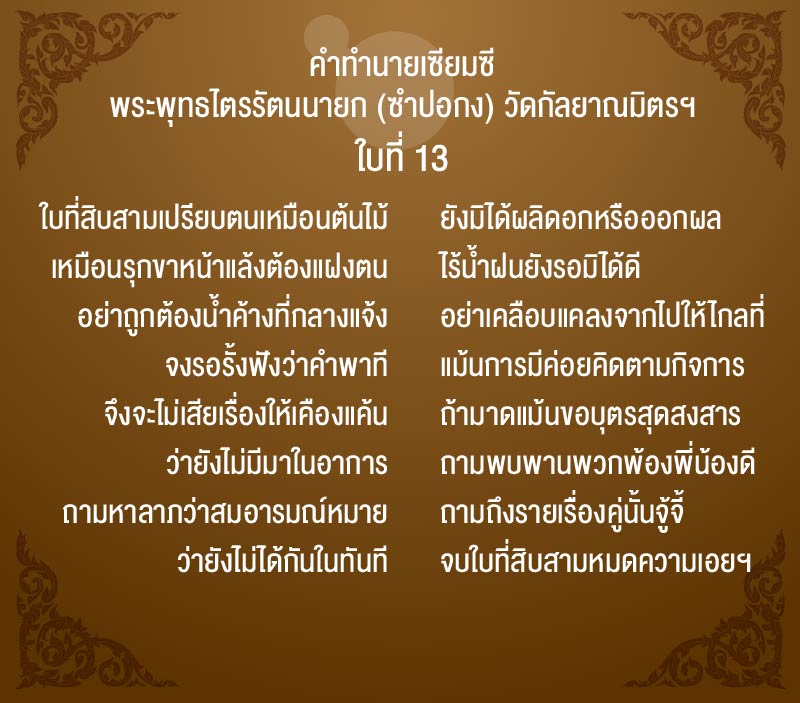 คำทำนายเซียมซี
พระพุทธไตรรัตนนายก (ซำปอกง) วัดกัลยาณมิตรฯ
ใบที่ 13
ใบที่สิบสามเปรียบตนเหมือนต้นไม้ ยังมิได้ผลิดอกหรือออกผล
เหมือนรุกขาหน้าแล้งต้องแฝงตน ไร้น้ำฝนยังรอมิได้ดี
อย่าถูกต้องน้ำค้างที่กลางแจ้ง อย่าเคลือบแคลงจากไปให้ไกลที่
จงรอรั้งฟังว่าคำพาที แม้นการมีค่อยคิดตามกิจการ
จึงจะไม่เสียเรื่องให้เคืองแค้น ถ้ามาดแม้นขอบุตรสุดสงสาร
ว่ายังไม่มีมาในอาการ ถามพบพานพวกพ้องพี่น้องดี
ถามหาลาภว่าสมอารมณ์หมาย ถามถึงรายเรื่องคู่นั้นจู้จี้
ว่ายังไม่ได้กันในทันที จบใบที่สิบสามหมดความเอยฯ